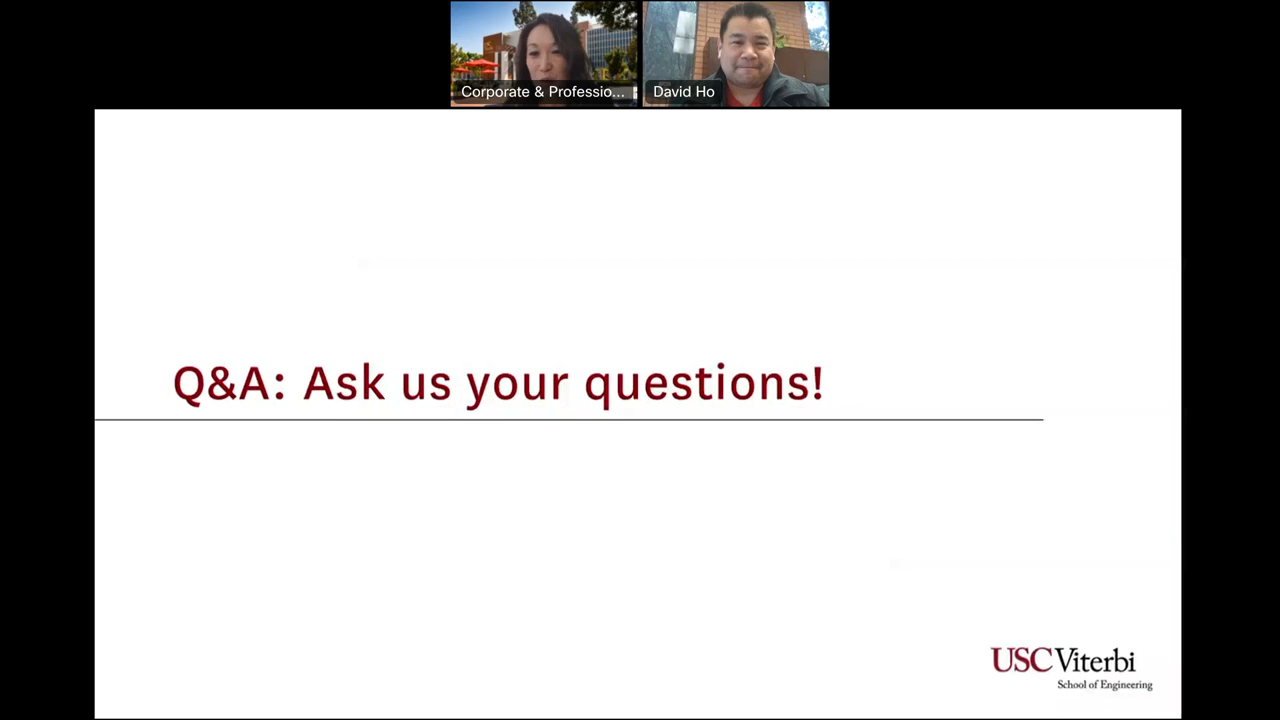 Corporate & Professio...
David Ho
Q&A: Ask us your questions!
USC Viterbi
School of Engineering